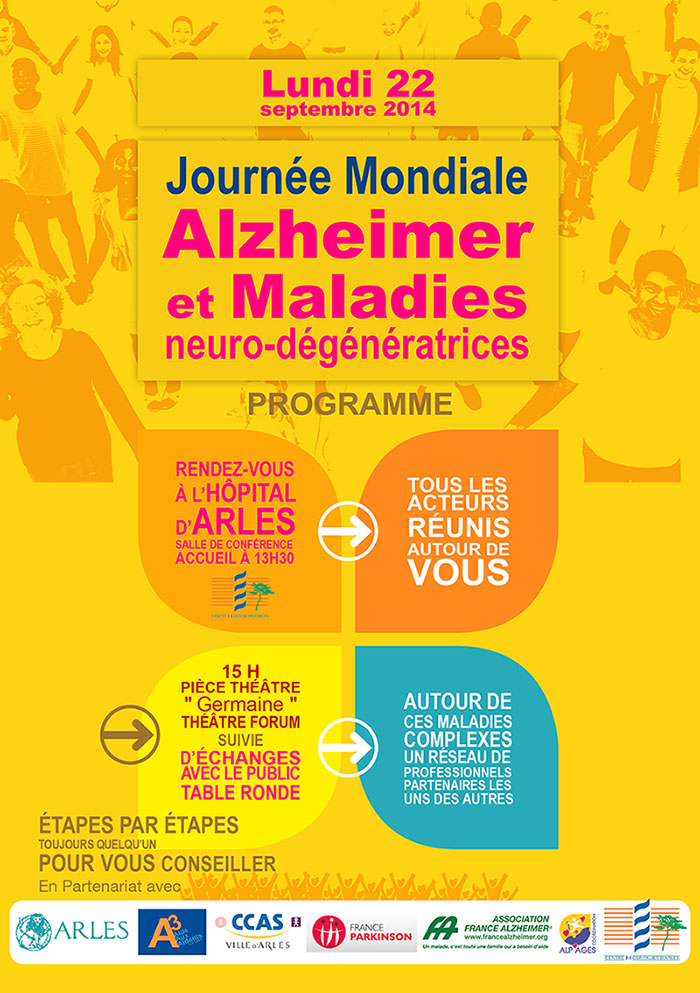 Lundi 22
septembre 2014
Journée Mondiale
Alzheimer
et Maladies
neuro-dégénératrices
PROGRAMME
RENDEZ-VOUS
À L'HÔPITAL
D'ARLES
SALLE DE CONFÉRENCE
ACCUEIL À 13H30
TOUS LES
ACTEURS
RÉUNIS
AUTOUR DE
VOUS
15 H
PIÈCE THÉÂTRE
" Germaine "
THÉÂTRE FORUM
SUIVIE
D'ÉCHANGES
AVEC LE PUBLIC
TABLE RONDE
AUTOUR DE
CES MALADIES
COMPLEXES
UN RÉSEAU DE
PROFESSIONNELS
PARTENAIRES LES
UNS DES AUTRES
ÉTAPES PAR ÉTAPES
TOUJOURS QUELQU'UN
POUR VOUS CONSEILLER
En Partenariat avec
ARLES
A3
CCAS
VILLE D'ARLES
FRANCE
PARKINSON
ASSOCIATION
FRANCE ALZHEIMER
www.francealzheimer.org
Un malade, c'est toute une famille qui a besoin d'aide
ALP'AGES
COORDINATION